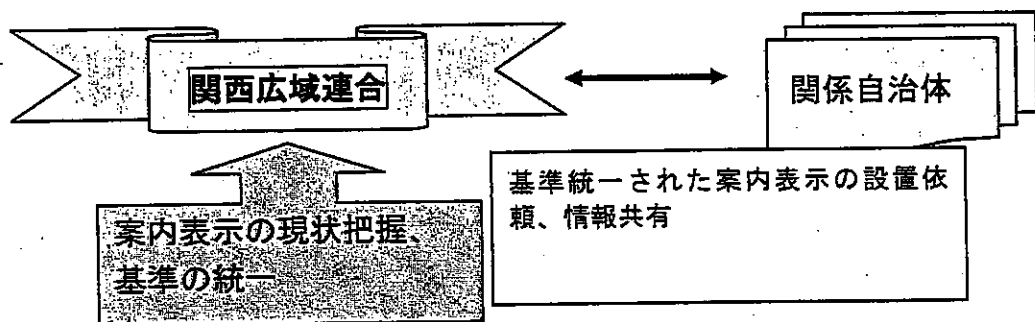 関西広域連合
関係自治体
基準統一された案内表示の設置依
頼、情報共有
案内表示の現状把握、
基準の統一